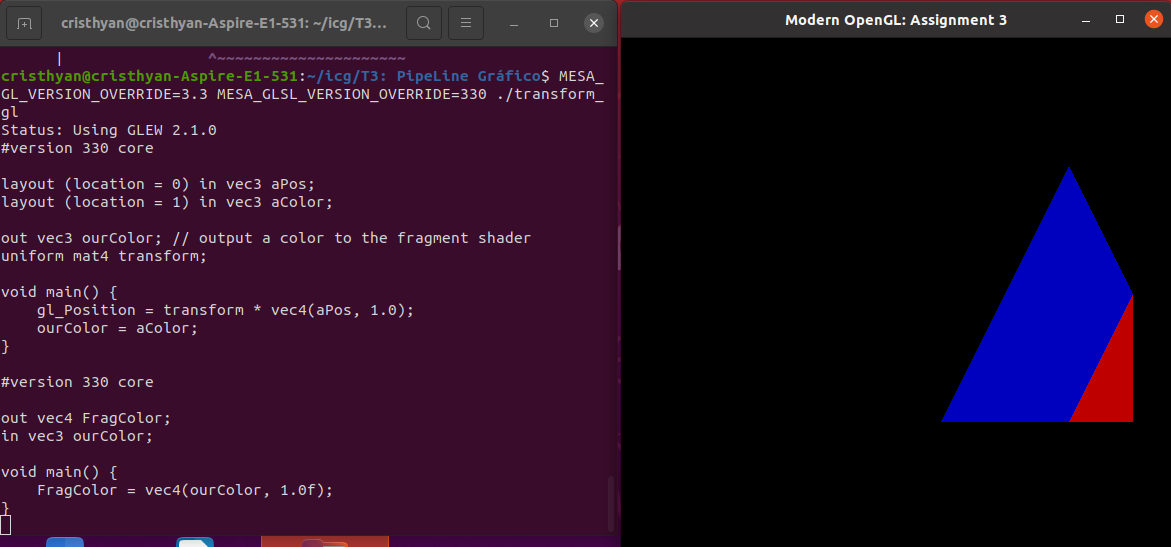 cristhyan@cristhyan-Aspire-E1-531: ~/icg/T3...
Modern OpenGL: Assignment 3
| ^~~~~~~~~~~~~~~~~~~~~~
cristhyan@cristhyan-Aspire-E1-531:~/icg/T3: PipeLine Gráfico$ MESA_
GL_VERSION_OVERRIDE=3.3 MESA_GLSL_VERSION_OVERRIDE=330 ./transform_
gl
Status: Using GLEW 2.1.0
#version 330 core
layout (location = 0) in vec3 aPos;
layout (location = 1) in vec3 aColor;
out vec3 ourColor; // output a color to the fragment shader
uniform mat4 transform;
void main() {
    gl_Position = transform * vec4(aPos, 1.0);
    ourColor = aColor;
}
#version 330 core
out vec4 FragColor;
in vec3 ourColor;
void main() {
    FragColor = vec4(ourColor, 1.0f);
}